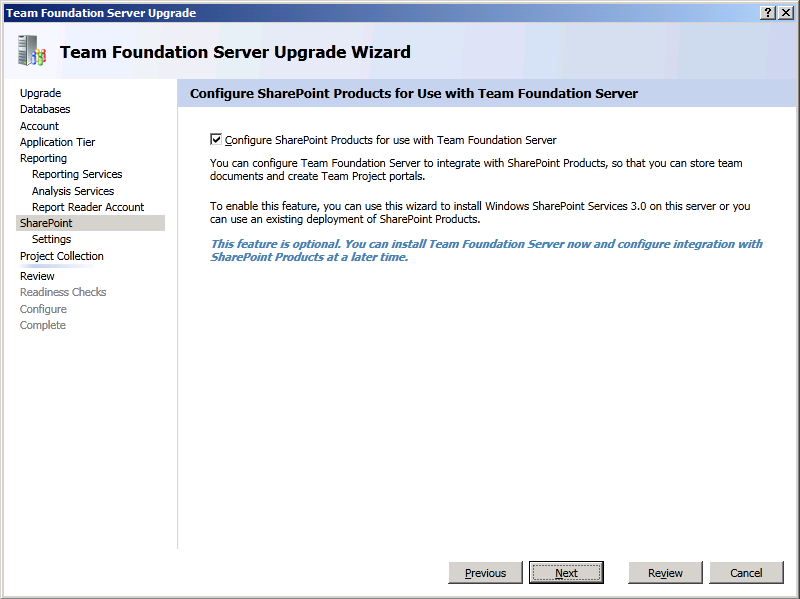 Team Foundation Server Upgrade
Team Foundation Server Upgrade Wizard
Upgrade
Databases
Account
Application Tier
Reporting
Reporting Services
Analysis Services
Report Reader Account
SharePoint
Settings
Project Collection
Review
Readiness Checks
Configure
Complete
Configure SharePoint Products for Use with Team Foundation Server
Configure SharePoint Products for use with Team Foundation Server
You can configure Team Foundation Server to integrate with SharePoint Products, so that you can store team
documents and create Team Project portals.
To enable this feature, you can use this wizard to install Windows SharePoint Services 3.0 on this server or you
can use an existing deployment of SharePoint Products.
This feature is optional. You can install Team Foundation Server now and configure integration with
SharePoint Products at a later time.
Previous
Next
Review
Cancel